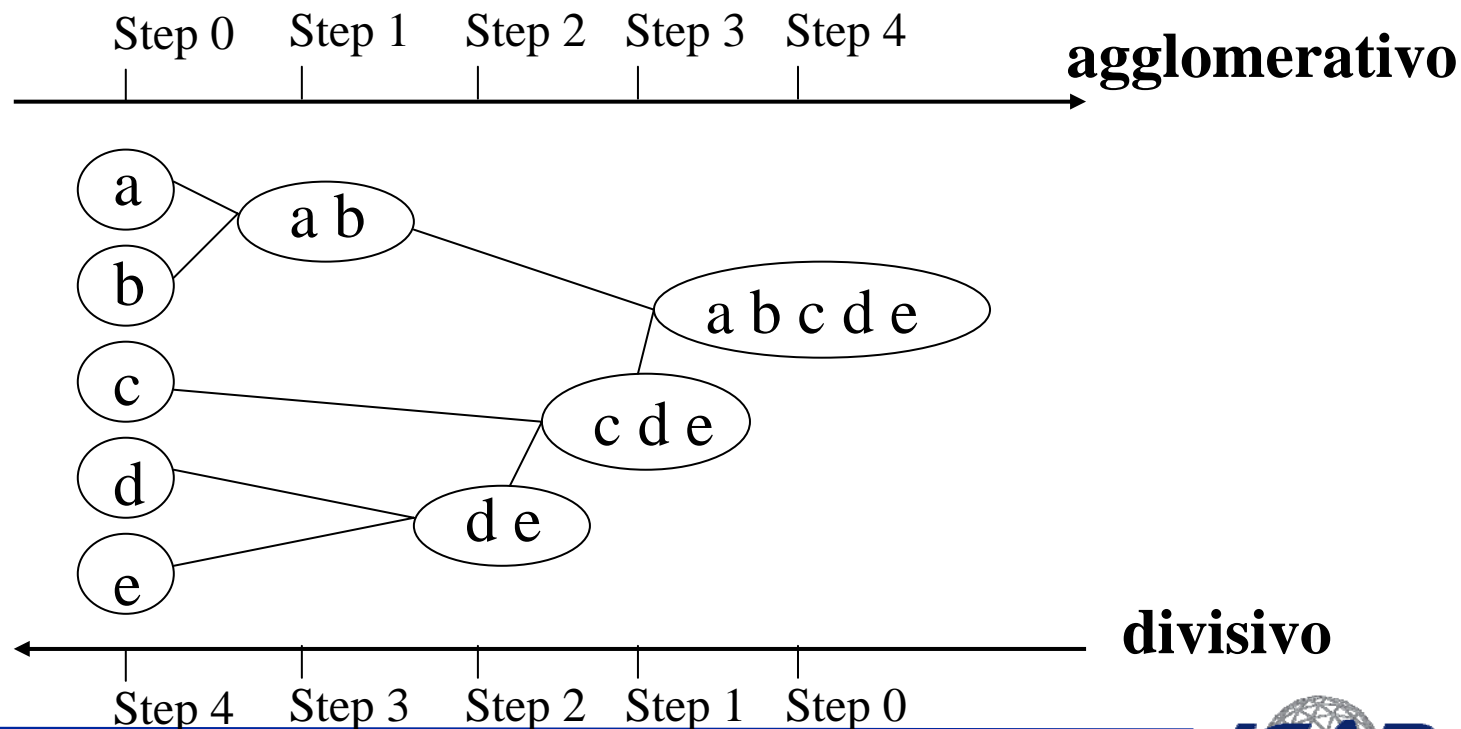 Step 0 Step 1 Step 2 Step 3 Step 4
agglomerativo
a
a b
b
a b c d e
c
c d e
d
d e
e
divisivo
Step 4 Step 3 Step 2 Step 1 Step 0